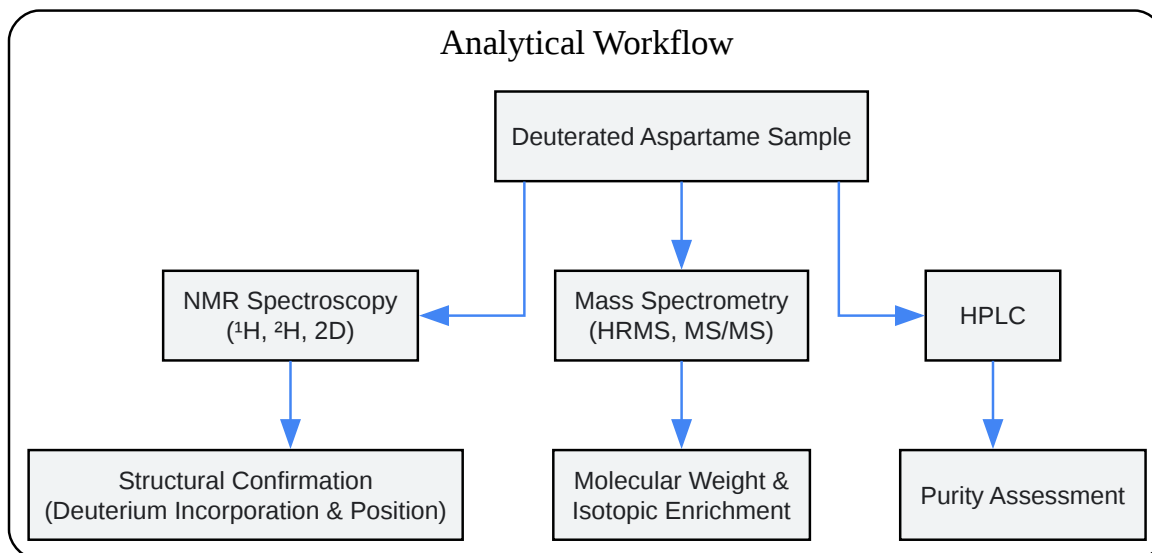 Analytical Workflow
Deuterated Aspartame Sample
NMR Spectroscopy
(¹H, ²H, 2D)
Mass Spectrometry
(HRMS, MS/MS)
HPLC
Structural Confirmation
(Deuterium Incorporation & Position)
Molecular Weight &
Isotopic Enrichment
Purity Assessment